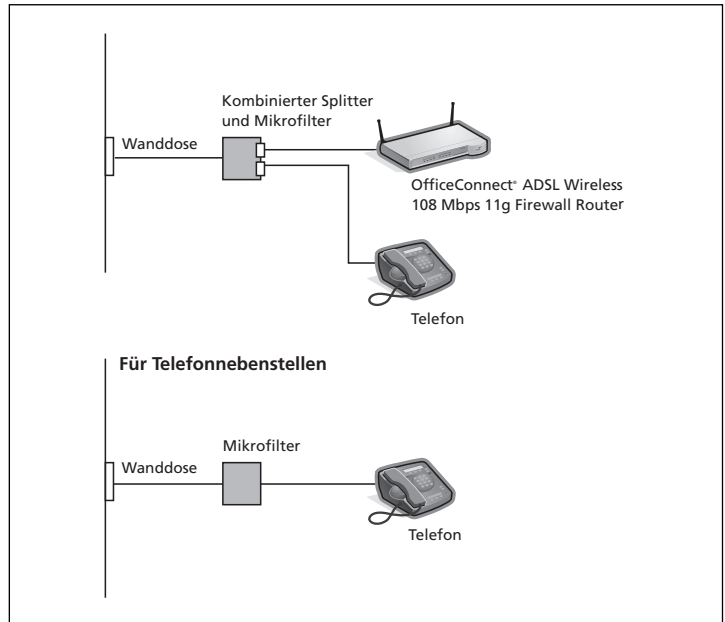 Kombinierter Splitter
und Mikrofilter
Wanddose
OfficeConnect® ADSL Wireless
108 Mbps 11g Firewall Router
Telefon
Für Telefonnebenstellen
Mikrofilter
Wanddose
Telefon